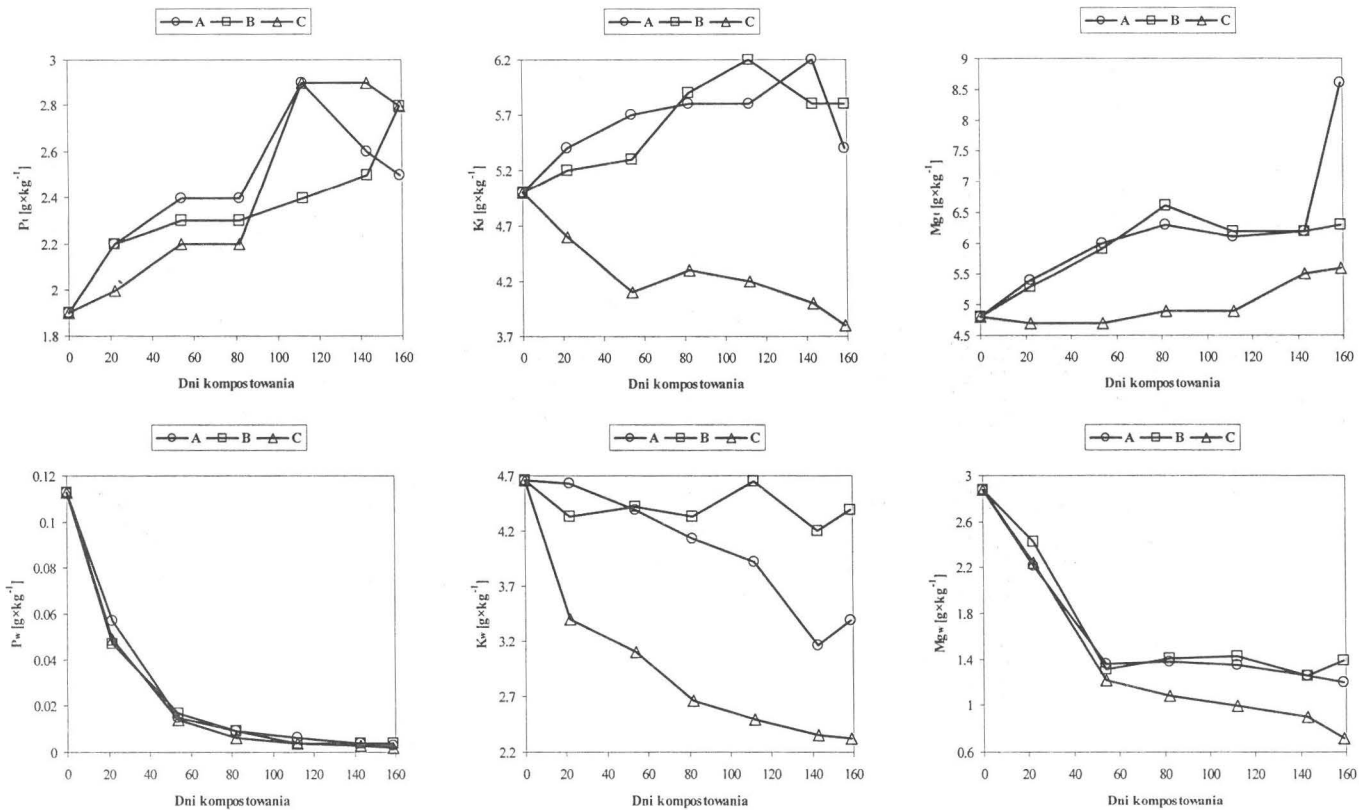 A B C
Pt [g×kg-1]
3
2.8
2.6
2.4
2.2
2
1.8
0 20 40 60 80 100 120 140 160
Dni kompostowania
A B C
Kt [g×kg-1]
6.2
5.7
5.2
4.7
4.2
3.7
0 20 40 60 80 100 120 140 160
Dni kompostowania
A B C
Mgt [g×kg-1]
9
8.5
8
7.5
7
6.5
6
5.5
5
4.5
0 20 40 60 80 100 120 140 160
Dni kompostowania
A B C
Pw [g×kg-1]
0.12
0.1
0.08
0.06
0.04
0.02
0
0 20 40 60 80 100 120 140 160
Dni kompostowania
A B C
Kw [g×kg-1]
4.7
4.2
3.7
3.2
2.7
2.2
0 20 40 60 80 100 120 140 160
Dni kompostowania
A B C
Mgw [g×kg-1]
3
2.6
2.2
1.8
1.4
1
0.6
0 20 40 60 80 100 120 140 160
Dni kompostowania